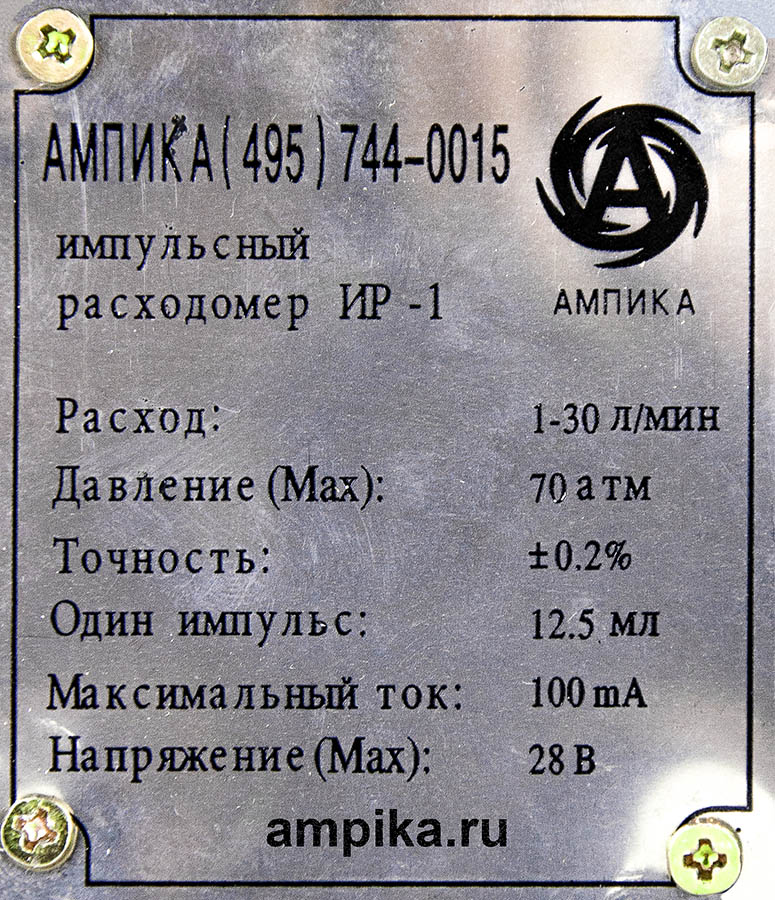 АМПИКА (495) 744-0015
импульсный
расходомер ИР-1
А
АМПИКА
Расход: 1-30 л/мин
Давление (Max): 70 атм
Точность: ±0.2%
Один импульс: 12.5 мл
Максимальный ток: 100 mA
Напряжение (Max): 28 В
ampika.ru